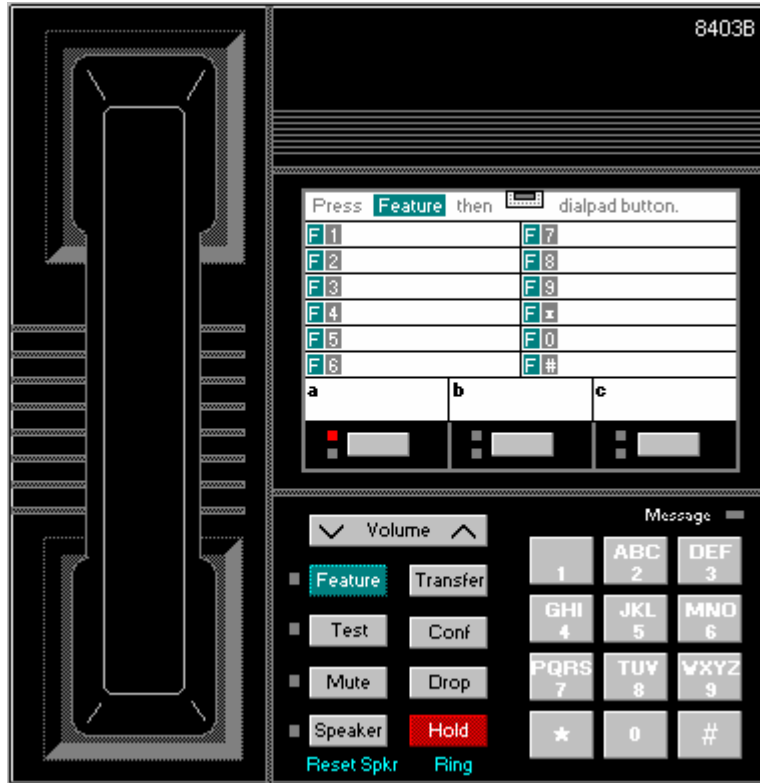 8403B
Press Feature then dialpad button.
F 1 F 7
F 2 F 8
F 3 F 9
F 4 F *
F 5 F 0
F 6 F #
a b c
Message
Volume
Feature Transfer
Test Conf
Mute Drop
Speaker Hold
Reset Spkr Ring
1 ABC 2 DEF 3
GHI 4 JKL 5 MNO 6
PQRS 7 TUV 8 WXYZ 9
* 0 #